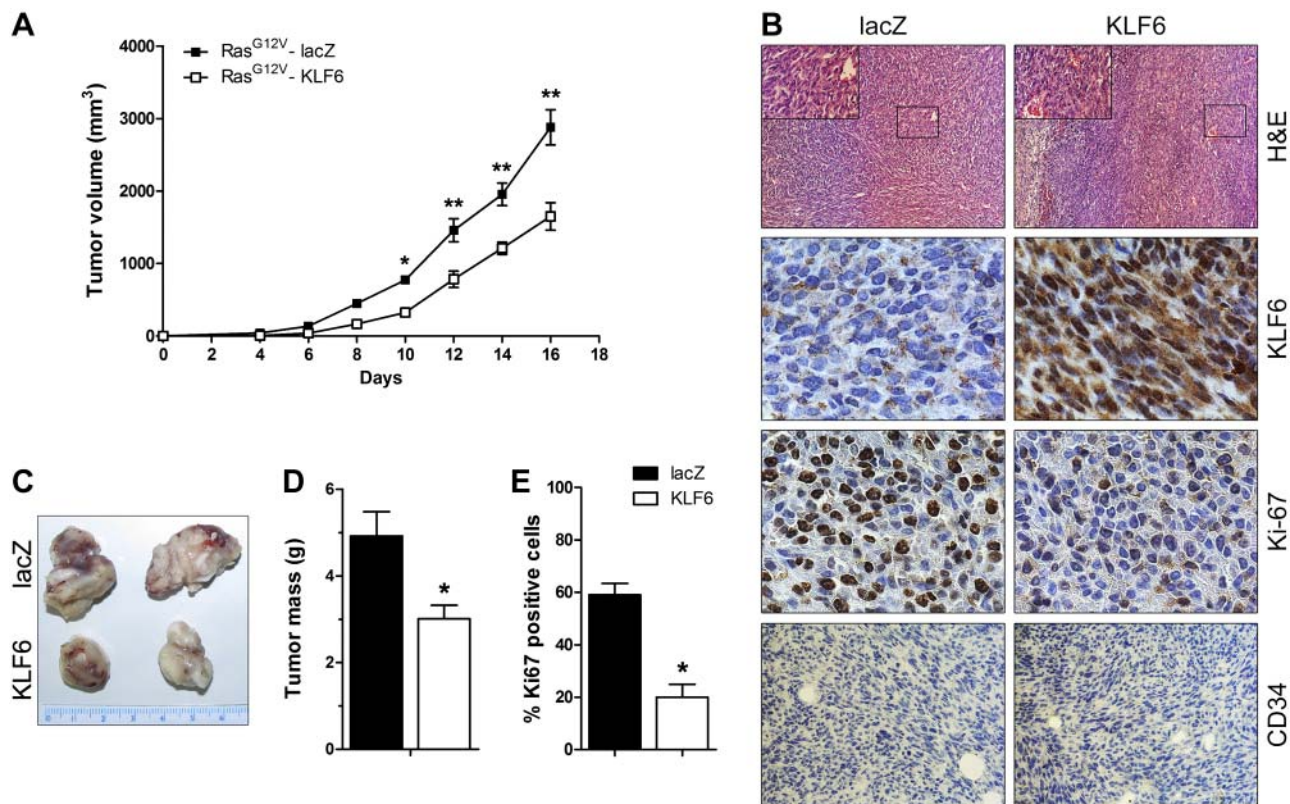 A
4000
3000
2000
1000
0
Tumor volume (mm³)
Ras^G12V - lacZ
Ras^G12V - KLF6
*
**
**
**
0 2 4 6 8 10 12 14 16 18
Days
B
lacZ KLF6
H&E
KLF6
Ki-67
CD34
C
lacZ
KLF6
D
6
4
2
0
Tumor mass (g)
*
E
lacZ
KLF6
100
80
60
40
20
0
% Ki67 positive cells
*